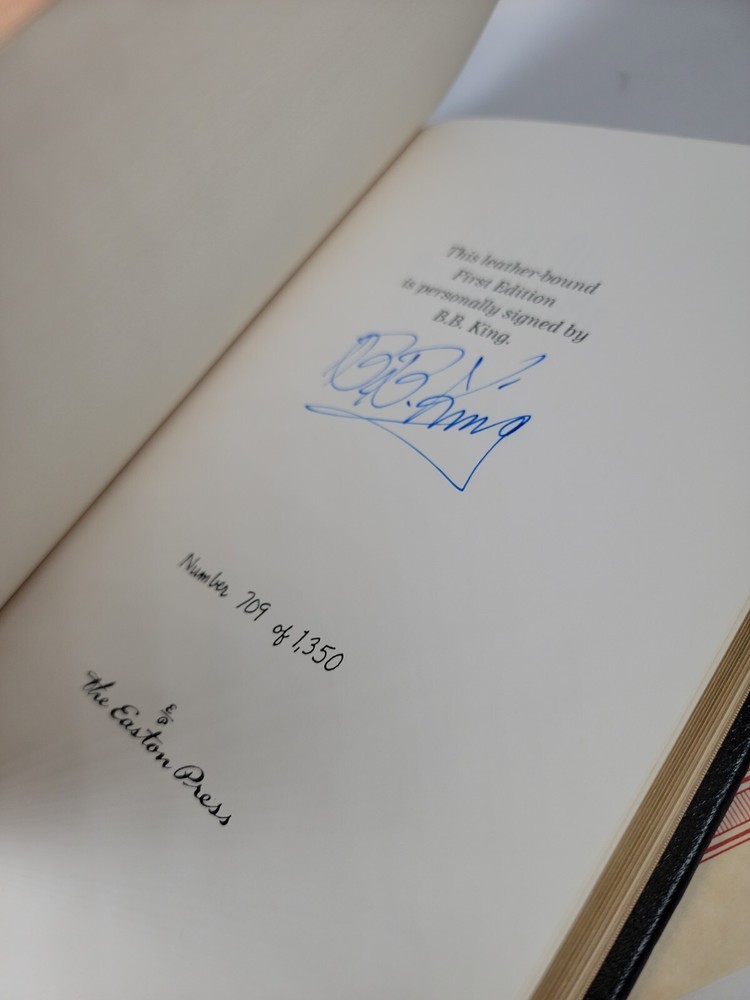 This leather-bound
First Edition
is personally signed by
B.B. King.
B.B. King
Number 709 of 1,350
E/P
The Easton Press